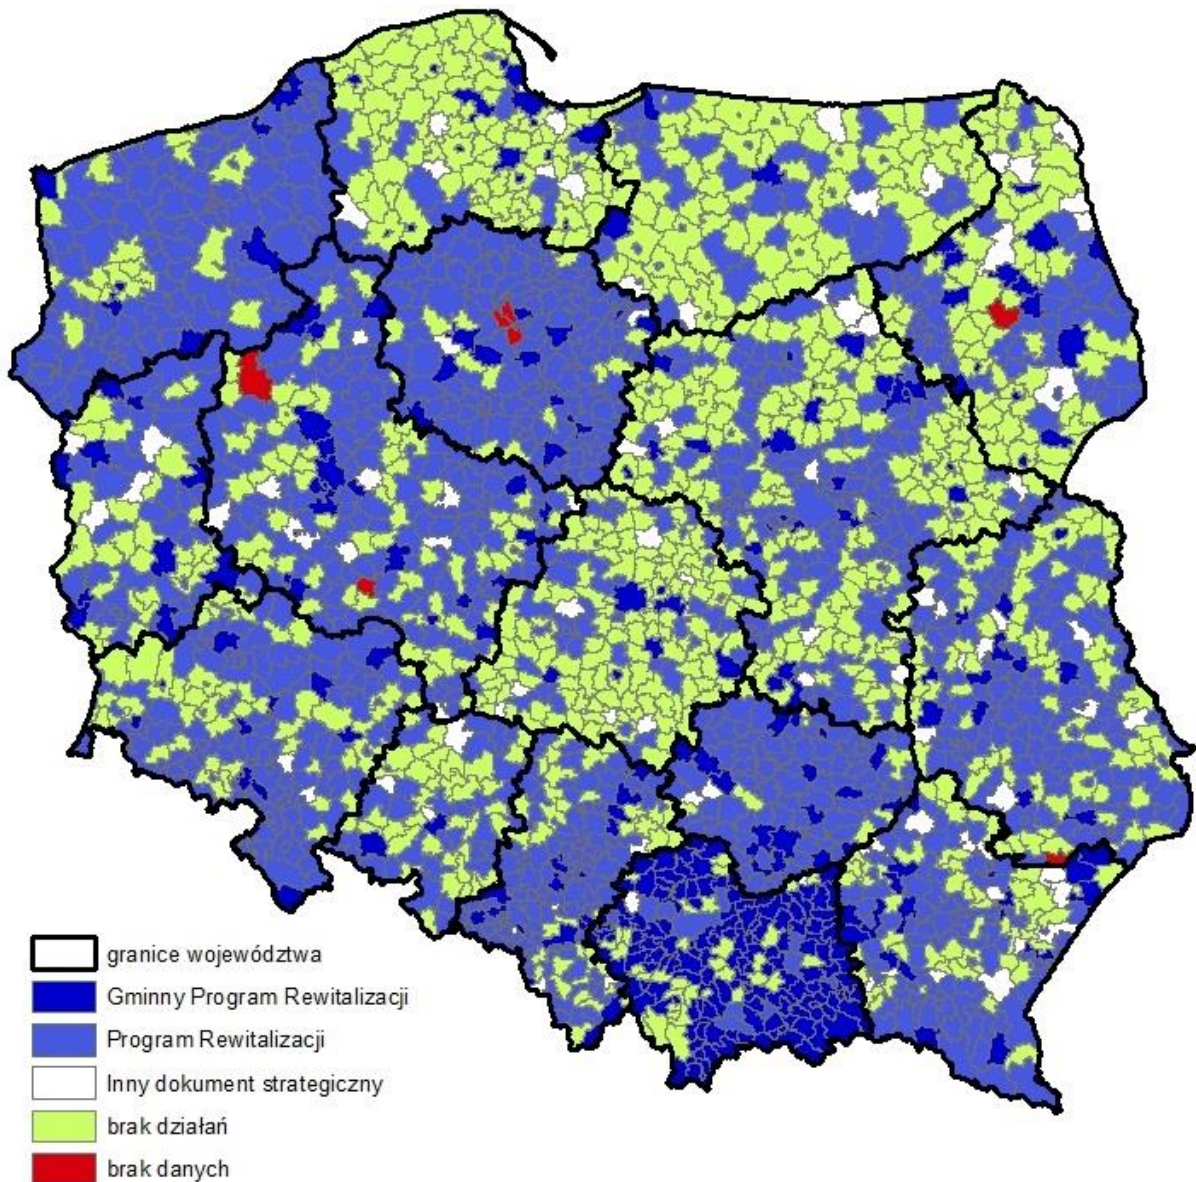 granice województwa
Gminny Program Rewitalizacji
Program Rewitalizacji
Inny dokument strategiczny
brak działań
brak danych